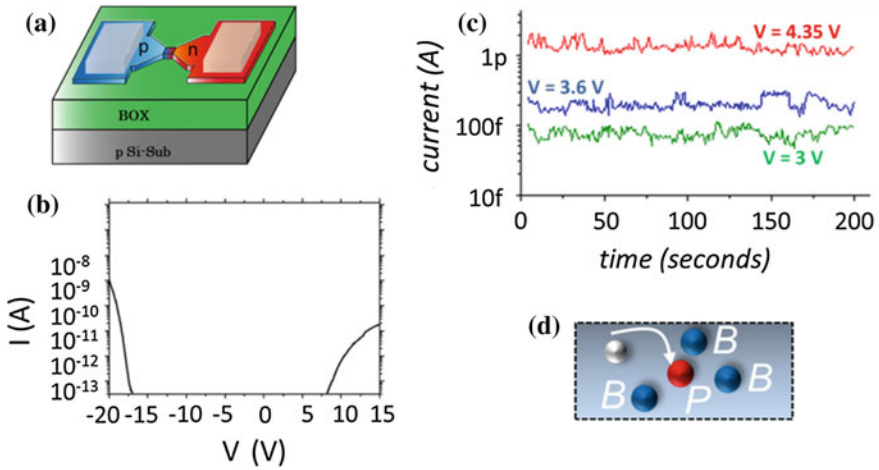 (a)
p n
BOX
p Si-Sub
(b)
I (A)
10-8
10-9
10-10
10-11
10-12
10-13
-20 -15 -10 -5 0 5 10 15
V (V)
(c)
current (A)
1p
100f
10f
V = 4.35 V
V = 3.6 V
V = 3 V
0 50 100 150 200
time (seconds)
(d)
B
B
B
P